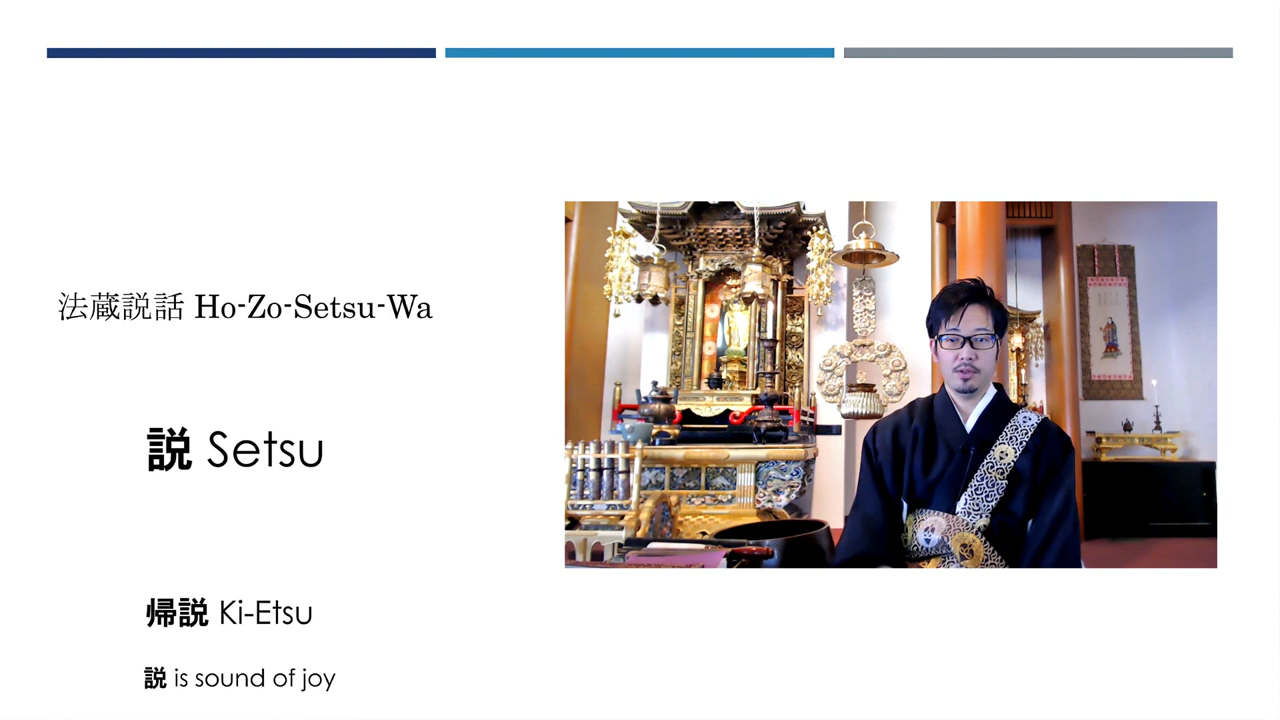 法蔵説話 Ho-Zo-Setsu-Wa
説 Setsu
帰説 Ki-Etsu
説 is sound of joy